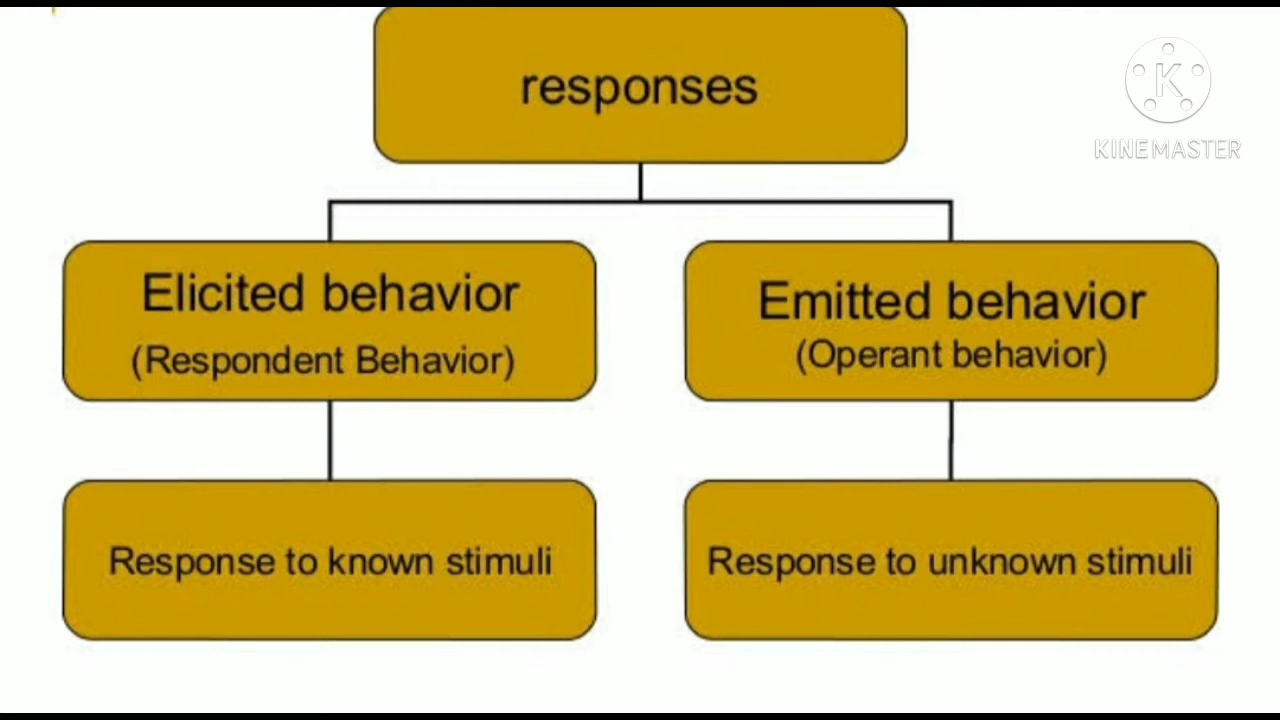 responses
K
KINEMASTER
Elicited behavior
(Respondent Behavior)
Emitted behavior
(Operant behavior)
Response to known stimuli
Response to unknown stimuli